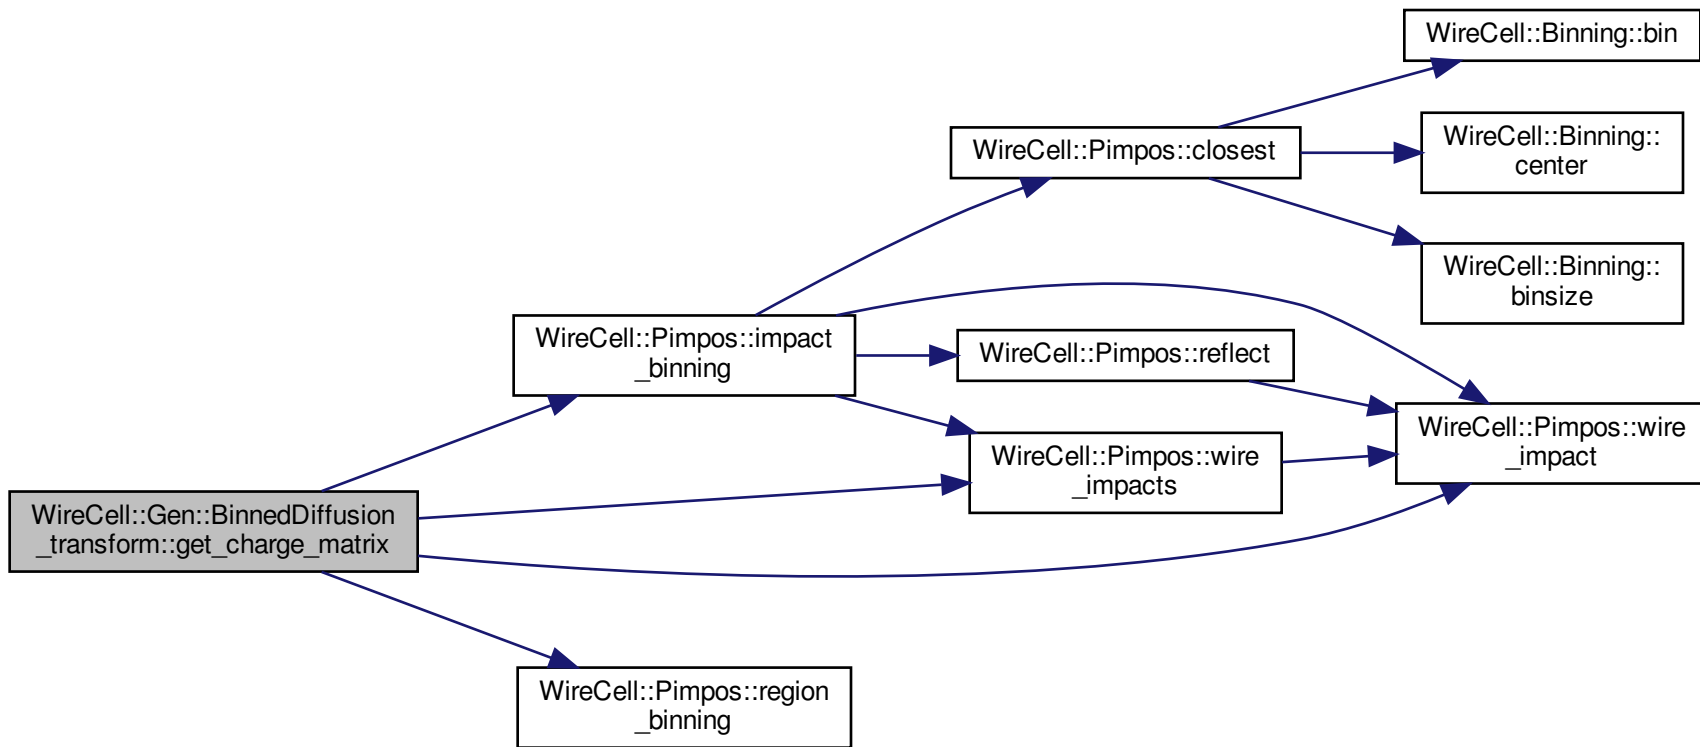 WireCell::Gen::BinnedDiffusion
_transform::get_charge_matrix
WireCell::Pimpos::impact
_binning
WireCell::Pimpos::closest
WireCell::Binning::bin
WireCell::Binning::
center
WireCell::Binning::
binsize
WireCell::Pimpos::reflect
WireCell::Pimpos::wire
_impact
WireCell::Pimpos::wire
_impacts
WireCell::Pimpos::region
_binning